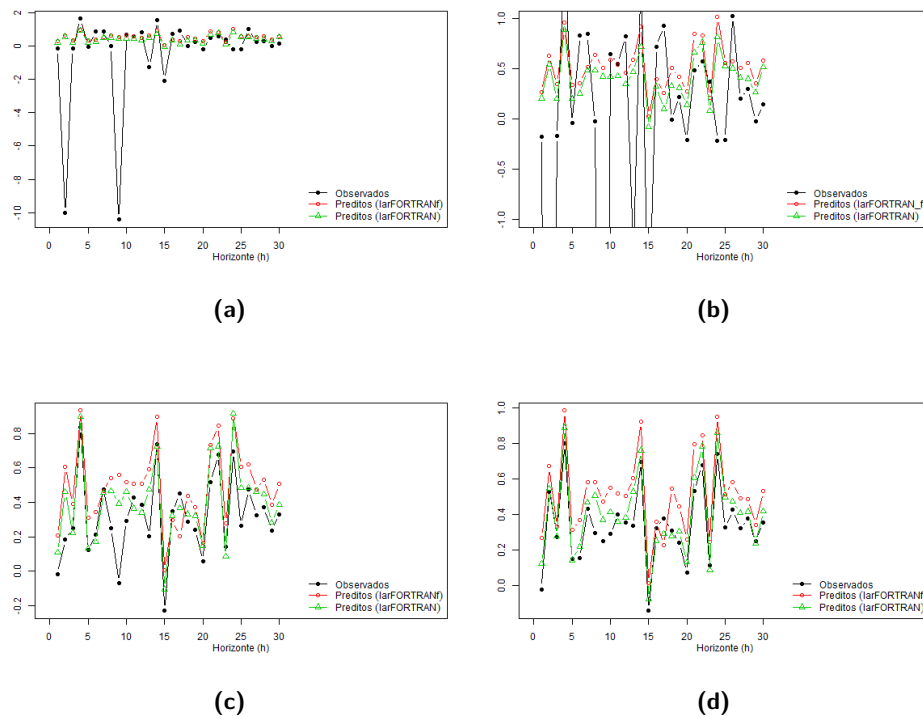 2
0
-2
-4
-6
-8
-10
Observados
Preditos (larFORTRANf)
Preditos (larFORTRAN)
0 5 10 15 20 25 30
Horizonte (h)
(a)
1.0
0.5
0.0
-0.5
-1.0
Observados
Preditos (larFORTRAN_f
Preditos (larFORTRAN)
0 5 10 15 20 25 30
Horizonte (h)
(b)
0.8
0.6
0.4
0.2
0.0
-0.2
Observados
Preditos (larFORTRANf)
Preditos (larFORTRAN)
0 5 10 15 20 25 30
Horizonte (h)
(c)
1.0
0.8
0.6
0.4
0.2
0.0
Observados
Preditos (larFORTRANf
Preditos (larFORTRAN)
0 5 10 15 20 25 30
Horizonte (h)
(d)